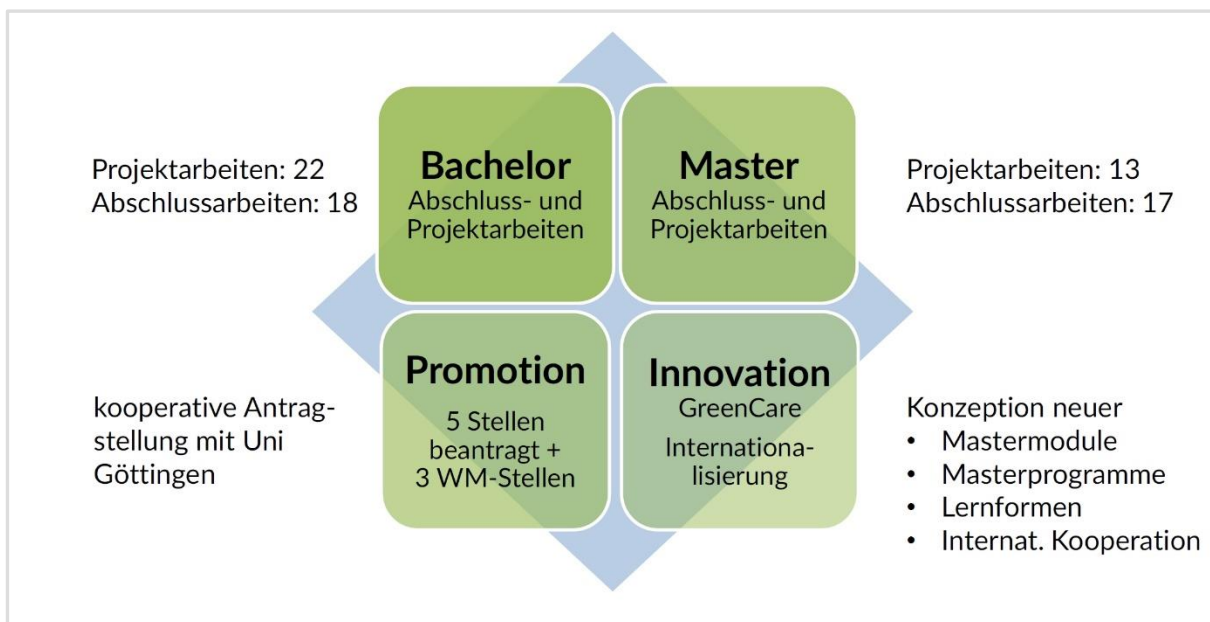 Projektarbeiten: 22
Abschlussarbeiten: 18
Bachelor
Abschluss- und
Projektarbeiten
Master
Abschluss- und
Projektarbeiten
Projektarbeiten: 13
Abschlussarbeiten: 17
kooperative Antrag-
stellung mit Uni
Göttingen
Promotion
5 Stellen
beantragt +
3 WM-Stellen
Innovation
GreenCare
Internationa-
lisierung
Konzeption neuer
• Mastermodule
• Masterprogramme
• Lernformen
• Internat. Kooperation